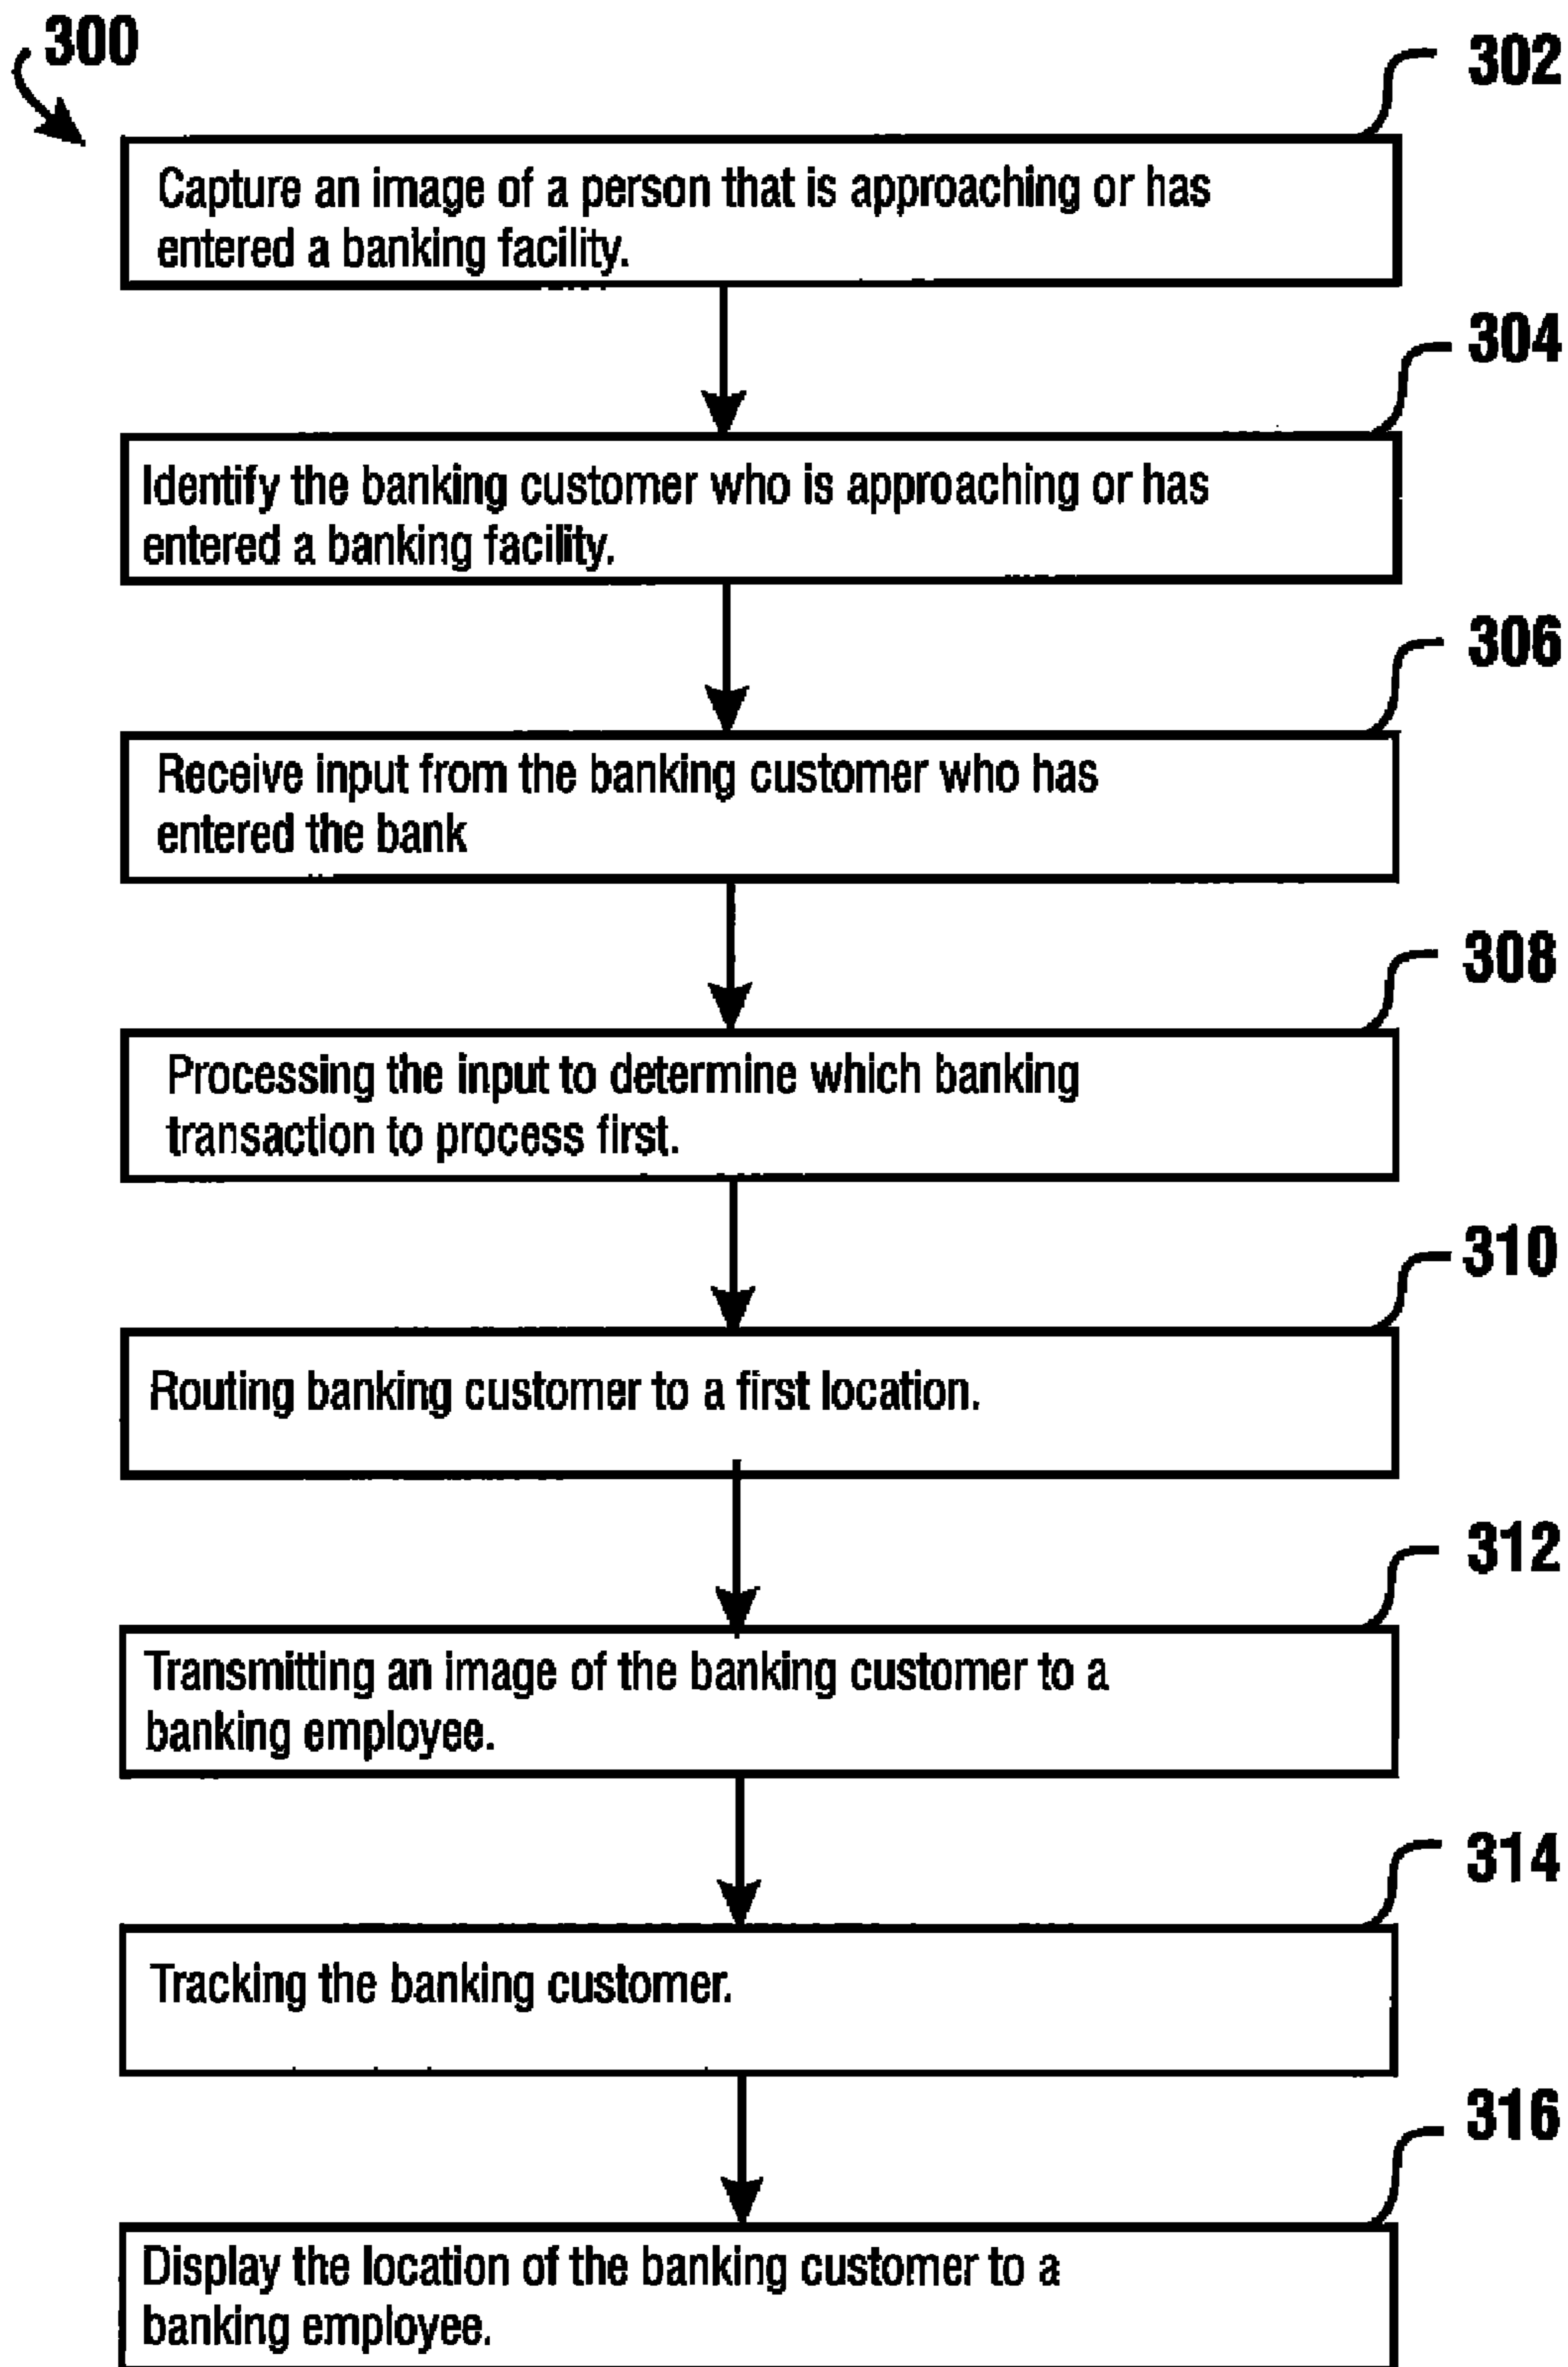 300
302
Capture an image of a person that is approaching or has
entered a banking facility.
304
Identify the banking customer who is approaching or has
entered a banking facility.
306
Receive input from the banking customer who has
entered the bank
308
Processing the input to determine which banking
transaction to process first.
310
Routing banking customer to a first location.
312
Transmitting an image of the banking customer to a
banking employee.
314
Tracking the banking customer.
316
Display the location of the banking customer to a
banking employee.